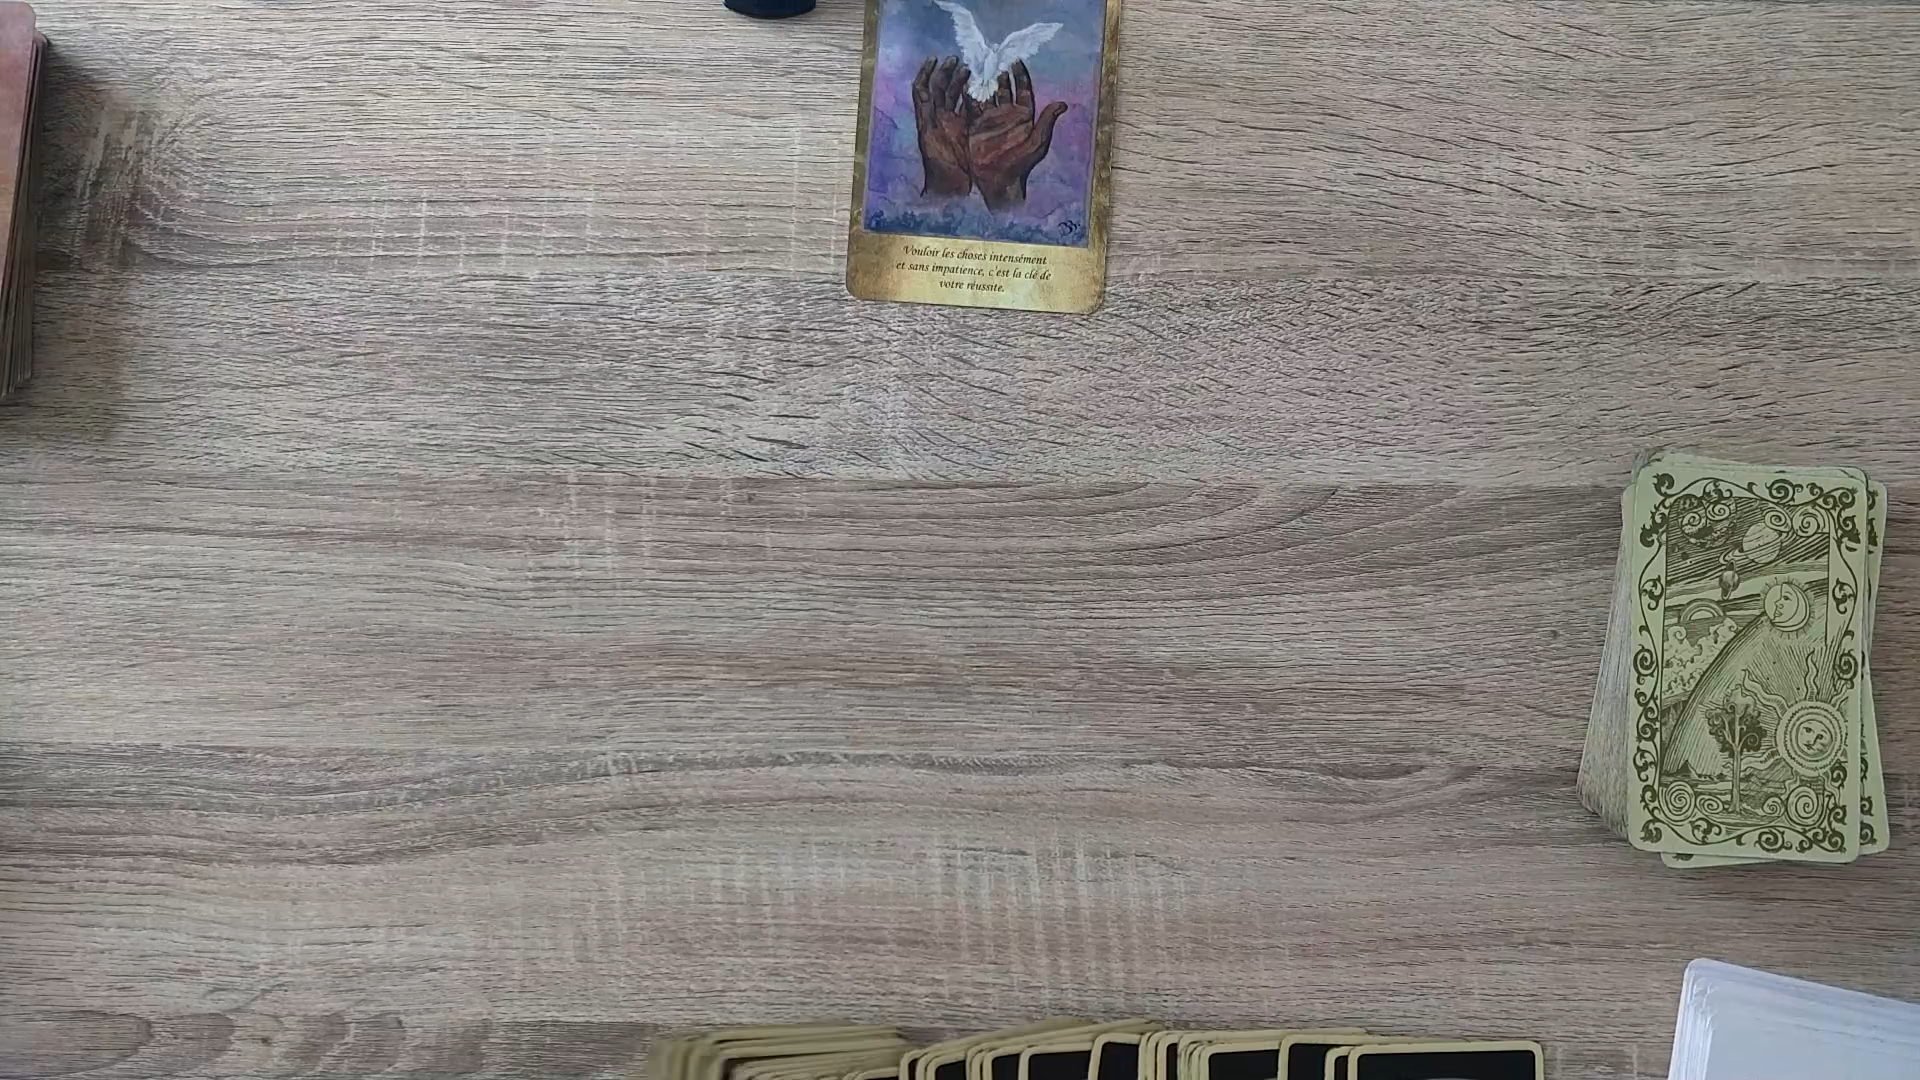 Vouloir les choses intensément
et sans impatience, c'est la clé de
votre réussite.